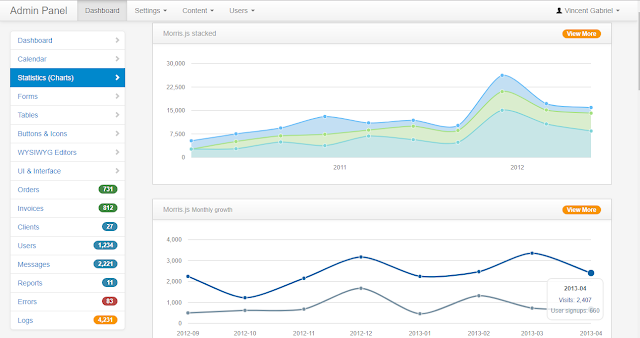 Admin Panel Dashboard Settings Content Users Vincent Gabriel
Dashboard
Calendar
Statistics (Charts)
Forms
Tables
Buttons & Icons
WYSIWYG Editors
UI & Interface
Orders 731
Invoices 812
Clients 27
Users 1,234
Messages 2,221
Reports 11
Errors 83
Logs 4,231
Morris.js stacked View More
30,000
22,500
15,000
7,500
0
2011 2012
Morris.js Monthly growth View More
4,000
3,000
2,000
1,000
0
2013-04
Visits: 2,407
User signups:
2012-09 2012-10 2012-11 2012-12 2013-01 2013-02 2013-03 2013-04